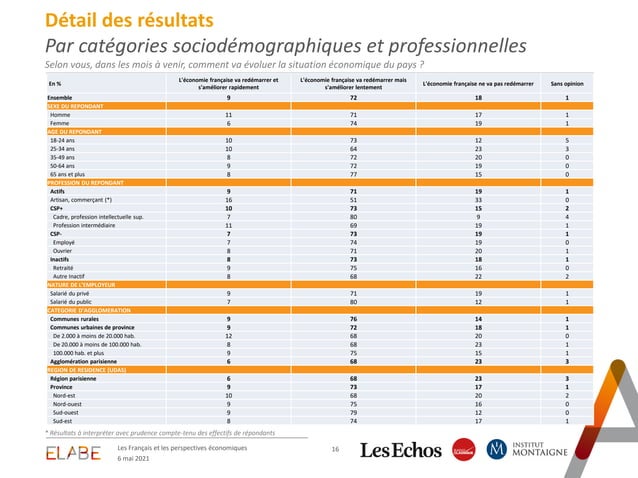 Détail des résultats
Par catégories sociodémographiques et professionnelles
Selon vous, dans les mois à venir, comment va évoluer la situation économique du pays ?
En % L'économie française va redémarrer et s'améliorer rapidement L'économie française va redémarrer mais s'améliorer lentement L'économie française ne va pas redémarrer Sans opinion
Ensemble 9 72 18 1
SEXE DU REPONDANT
Homme 11 71 17 1
Femme 6 74 19 1
AGE DU REPONDANT
18-24 ans 10 73 12 5
25-34 ans 10 64 23 3
35-49 ans 8 72 20 0
50-64 ans 9 72 19 0
65 ans et plus 8 77 15 0
PROFESSION DU REPONDANT
Actifs 9 71 19 1
Artisan, commerçant (*) 16 51 33 0
CSP+ 10 73 15 2
Cadre, profession intellectuelle sup. 7 80 9 4
Profession intermédiaire 11 69 19 1
CSP- 7 73 19 1
Employé 7 74 19 0
Ouvrier 8 71 20 1
Inactifs 8 73 18 1
Retraité 9 75 16 0
Autre Inactif 8 68 22 2
NATURE DE L'EMPLOYEUR
Salarié du privé 9 71 19 1
Salarié du public 7 80 12 1
CATEGORIE D'AGGLOMERATION
Communes rurales 9 76 14 1
Communes urbaines de province 9 72 18 1
De 2.000 à moins de 20.000 hab. 12 68 20 0
De 20.000 à moins de 100.000 hab. 8 68 23 1
100.000 hab. et plus 9 75 15 1
Agglomération parisienne 6 68 23 3
REGION DE RESIDENCE (UDA5)
Région parisienne 6 68 23 3
Province 9 73 17 1
Nord-est 10 68 20 2
Nord-ouest 9 75 16 0
Sud-ouest 9 79 12 0
Sud-est 8 74 17 1
* Résultats à interpréter avec prudence compte-tenu des effectifs de répondants
ELABE
Les Français et les perspectives économiques
6 mai 2021
16
Les Echos
RADIO CLASSIQUE
M
INSTITUT
MONTAIGNE